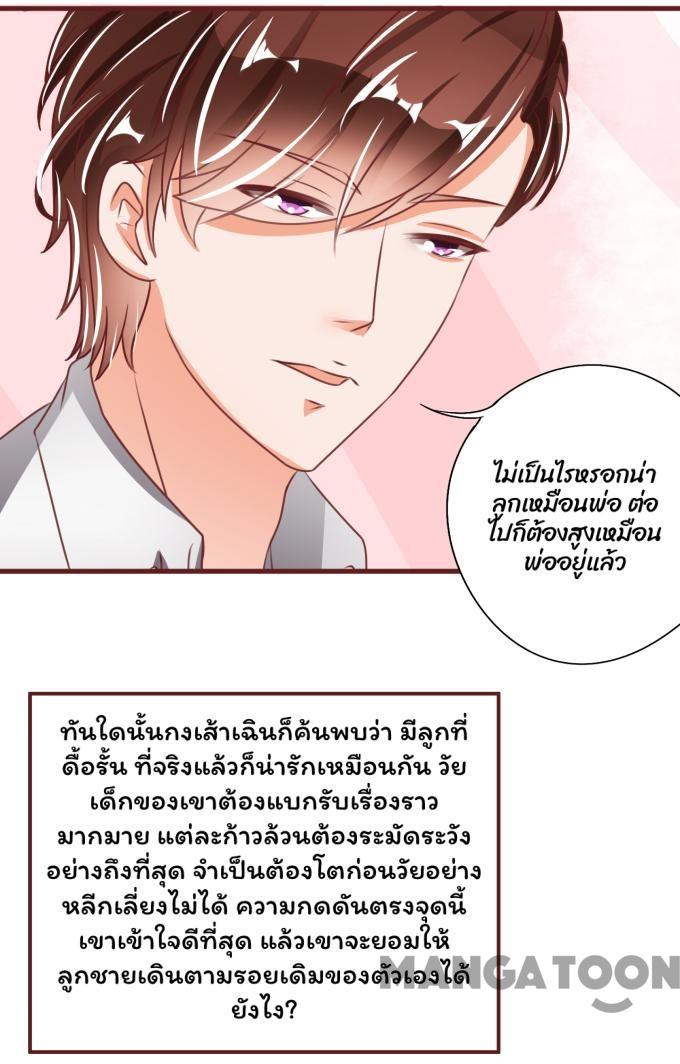 ไม่เป็นไรหรอกน่า
ลูกเหมือนพ่อ ต่อ
ไปก็ต้องสูงเหมือน
พ่ออยู่แล้ว
ทันใดนั้นกงเส้าเฉินก็ค้นพบว่า มีลูกที่
ดื้อรั้น ที่จริงแล้วก็น่ารักเหมือนกัน วัย
เด็กของเขาต้องแบกรับเรื่องราว
มากมาย แต่ละก้าวล้วนต้องระมัดระวัง
อย่างถึงที่สุด จำเป็นต้องโตก่อนวัยอย่าง
หลีกเลี่ยงไม่ได้ ความกดดันตรงจุดนี้
เขาเข้าใจดีที่สุด แล้วเขาจะยอมให้
ลูกชายเดินตามรอยเดิมของตัวเองได้
ยังไง?
MANGATOON